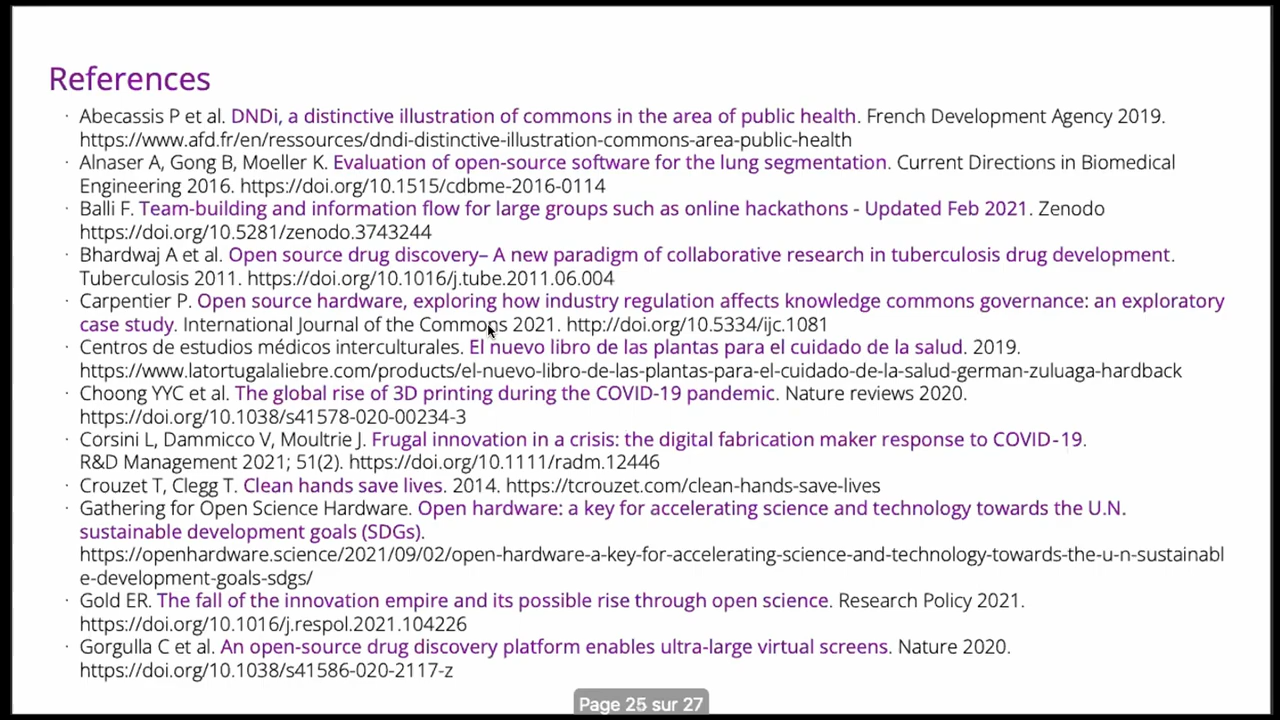 References
· Abecassis P et al. DNDi, a distinctive illustration of commons in the area of public health. French Development Agency 2019.
https://www.afd.fr/en/ressources/dndi-distinctive-illustration-commons-area-public-health
· Alnaser A, Gong B, Moeller K. Evaluation of open-source software for the lung segmentation. Current Directions in Biomedical
Engineering 2016. https://doi.org/10.1515/cdbme-2016-0114
· Balli F. Team-building and information flow for large groups such as online hackathons - Updated Feb 2021. Zenodo
https://doi.org/10.5281/zenodo.3743244
· Bhardwaj A et al. Open source drug discovery– A new paradigm of collaborative research in tuberculosis drug development.
Tuberculosis 2011. https://doi.org/10.1016/j.tube.2011.06.004
· Carpentier P. Open source hardware, exploring how industry regulation affects knowledge commons governance: an exploratory
case study. International Journal of the Commons 2021. http://doi.org/10.5334/ijc.1081
· Centros de estudios médicos interculturales. El nuevo libro de las plantas para el cuidado de la salud. 2019.
https://www.latortugalaliebre.com/products/el-nuevo-libro-de-las-plantas-para-el-cuidado-de-la-salud-german-zuluaga-hardback
· Choong YYC et al. The global rise of 3D printing during the COVID-19 pandemic. Nature reviews 2020.
https://doi.org/10.1038/s41578-020-00234-3
· Corsini L, Dammicco V, Moultrie J. Frugal innovation in a crisis: the digital fabrication maker response to COVID-19.
R&D Management 2021; 51(2). https://doi.org/10.1111/radm.12446
· Crouzet T, Clegg T. Clean hands save lives. 2014. https://tcrouzet.com/clean-hands-save-lives
· Gathering for Open Science Hardware. Open hardware: a key for accelerating science and technology towards the U.N.
sustainable development goals (SDGs).
https://openhardware.science/2021/09/02/open-hardware-a-key-for-accelerating-science-and-technology-towards-the-u-n-sustainabl
e-development-goals-sdgs/
· Gold ER. The fall of the innovation empire and its possible rise through open science. Research Policy 2021.
https://doi.org/10.1016/j.respol.2021.104226
· Gorgulla C et al. An open-source drug discovery platform enables ultra-large virtual screens. Nature 2020.
https://doi.org/10.1038/s41586-020-2117-z
Page 25 sur 27